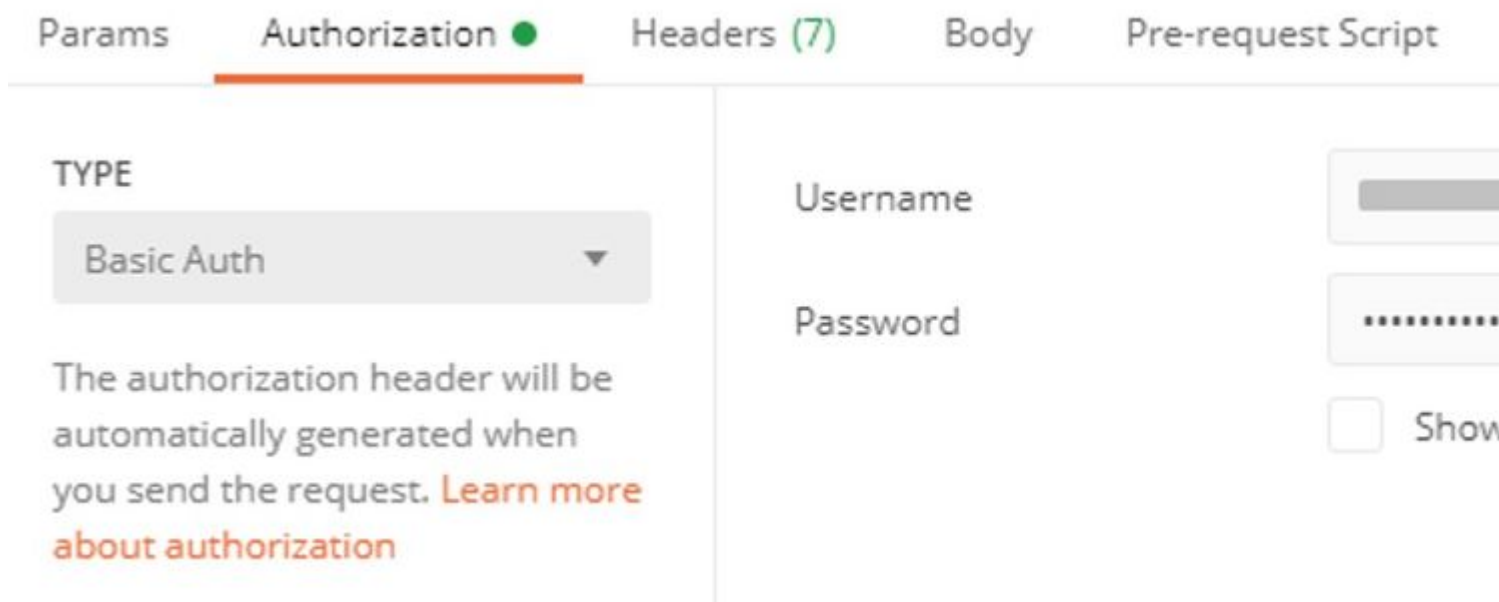 Params Authorization Headers (7) Body Pre-request Script
TYPE
Basic Auth
The authorization header will be
automatically generated when
you send the request. Learn more
about authorization
Username
Password
Show